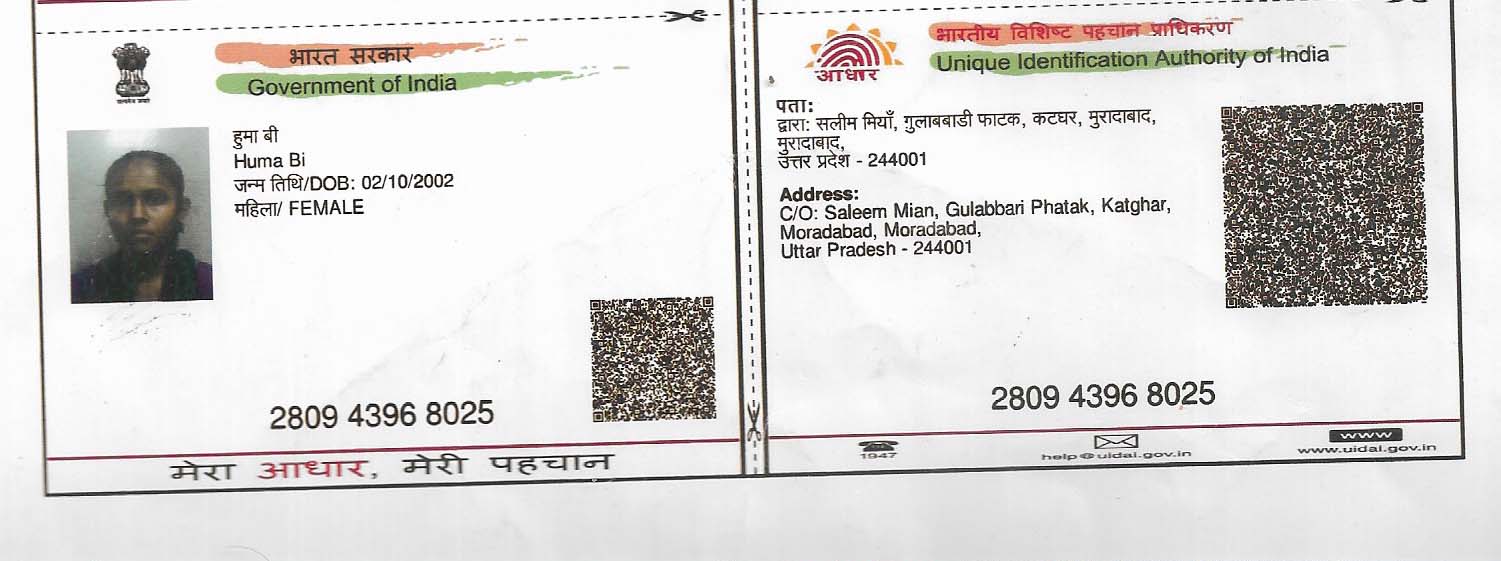 भारत सरकार
Government of India
हुमा बी
Huma Bi
जन्म तिथि/DOB: 02/10/2002
महिला/ FEMALE
2809 4396 8025
मेरा आधार, मेरी पहचान
आधार
भारतीय विशिष्ट पहचान प्राधिकरण
Unique Identification Authority of India
पता:
द्वारा: सलीम मियाँ, गुलाबबाडी फाटक, कटघर, मुरादाबाद,
मुरादाबाद,
उत्तर प्रदेश - 244001
Address:
C/O: Saleem Mian, Gulabbari Phatak, Katghar,
Moradabad, Moradabad,
Uttar Pradesh - 244001
2809 4396 8025
1947
help@uidai.gov.in
www
www.uidai.gov.in